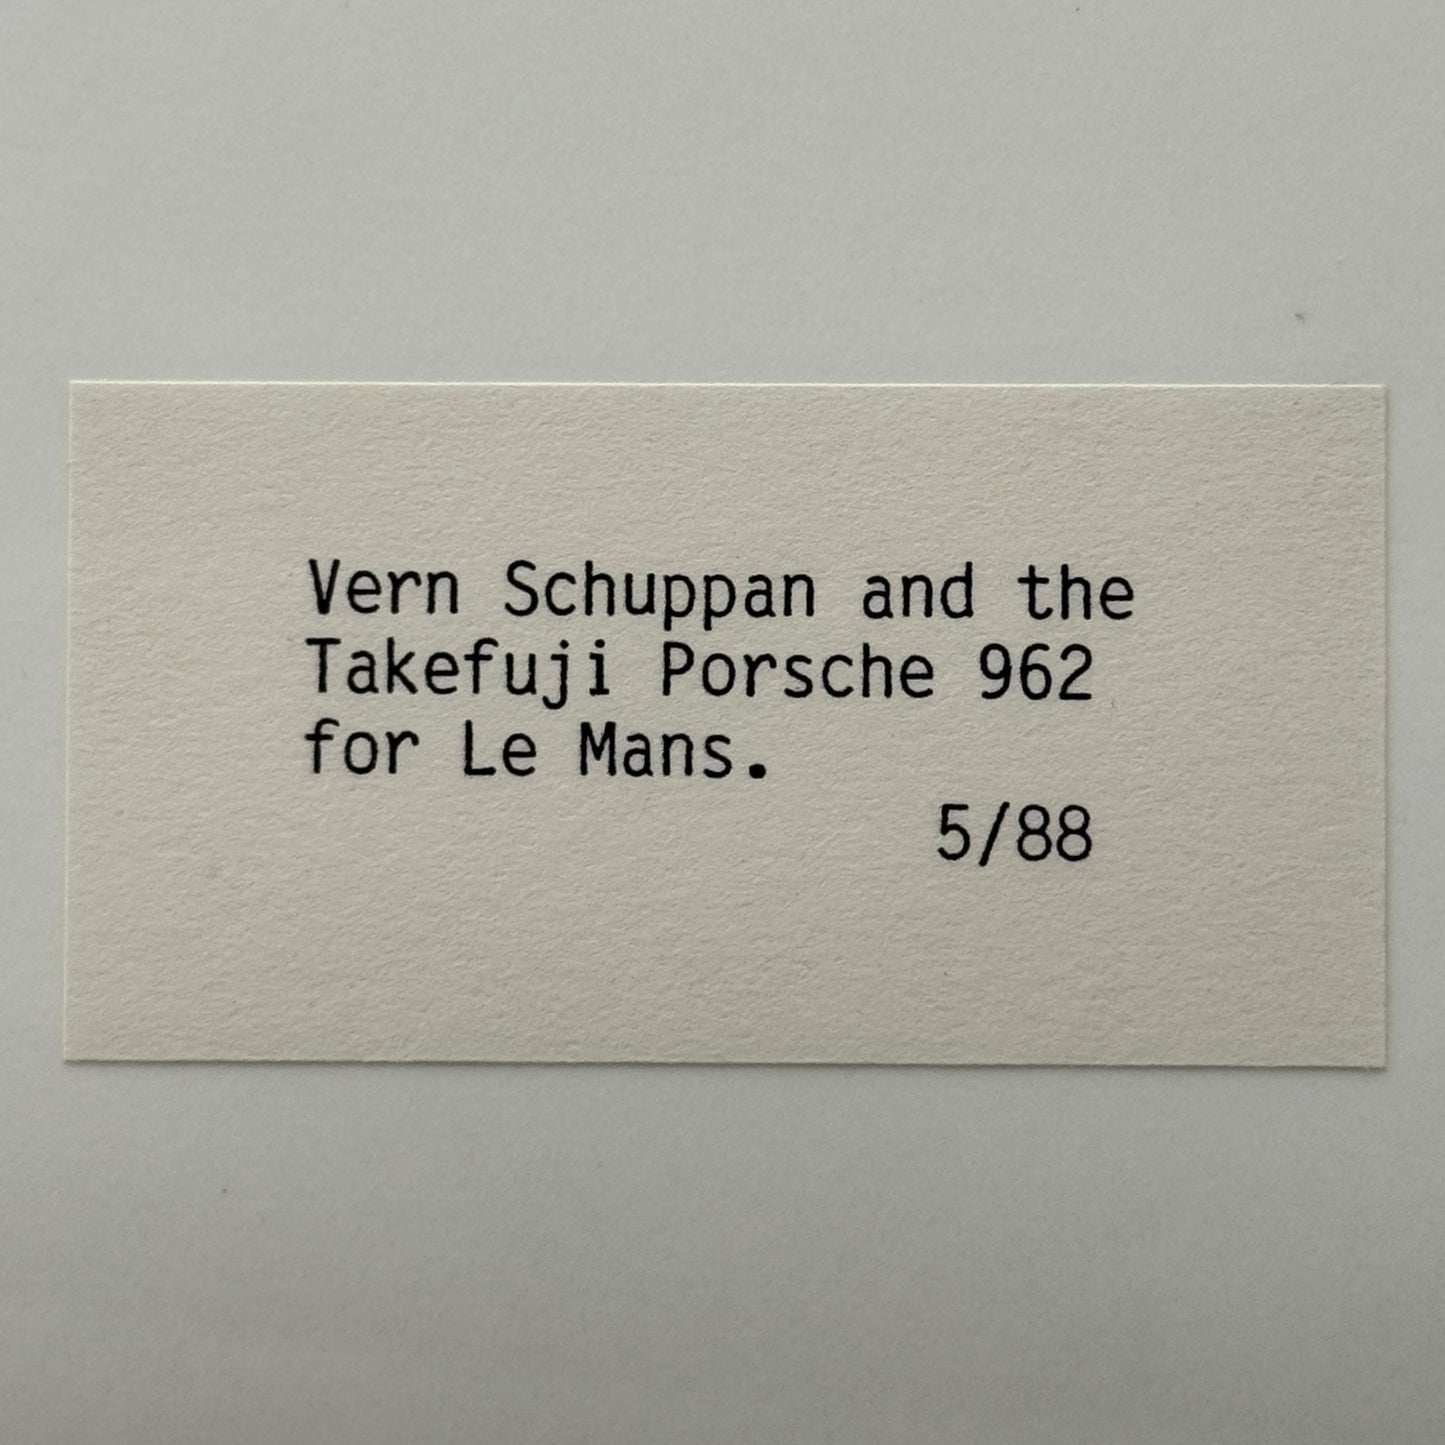 Vern Schuppan and the
Takefuji Porsche 962
for Le Mans.
5/88